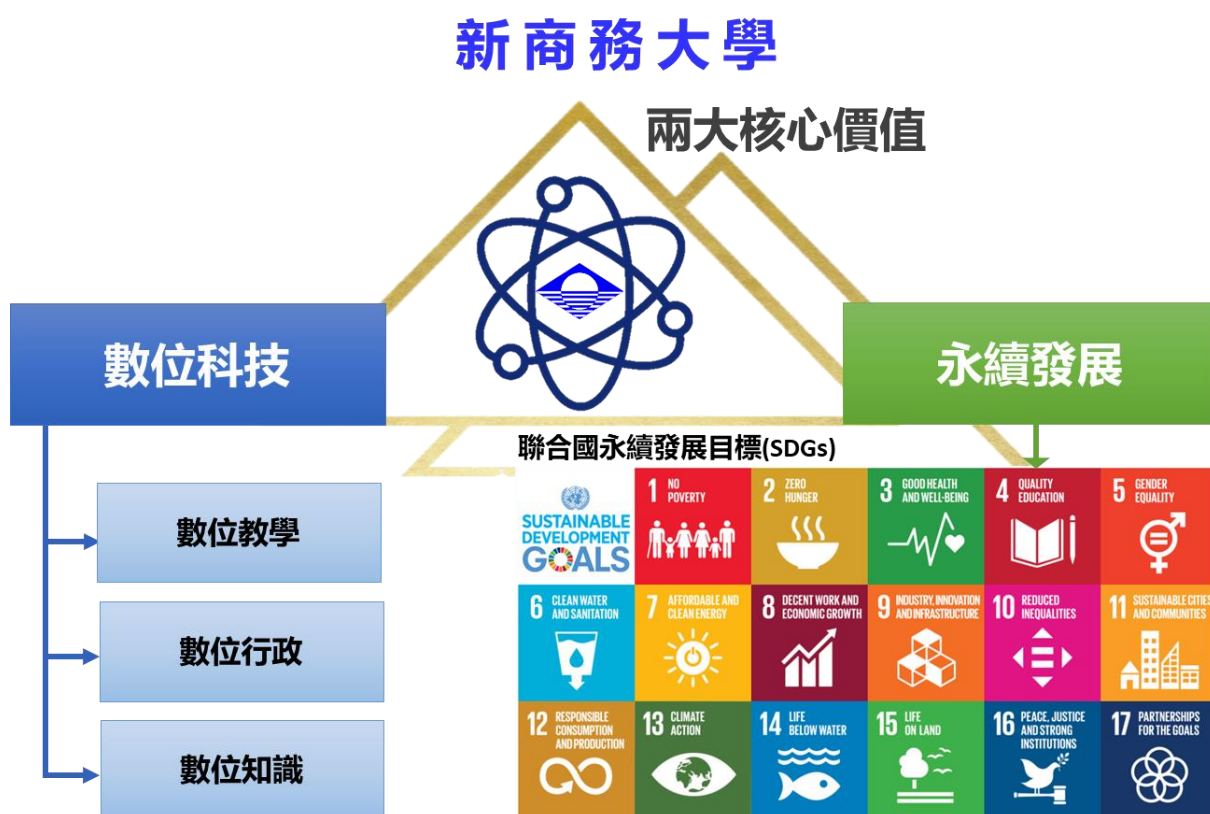 新商務大學
兩大核心價值
數位科技
永續發展
數位教學
數位行政
數位知識
聯合國永續發展目標(SDGs)
SUSTAINABLE
DEVELOPMENT
GOALS
1 NO
POVERTY
2 ZERO
HUNGER
3 GOOD HEALTH
AND WELL-BEING
4 QUALITY
EDUCATION
5 GENDER
EQUALITY
6 CLEAN WATER
AND SANITATION
7 AFFORDABLE AND
CLEAN ENERGY
8 DECENT WORK AND
ECONOMIC GROWTH
9 INDUSTRY, INNOVATION
AND INFRASTRUCTURE
10 REDUCED
INEQUALITIES
11 SUSTAINABLE CITIES
AND COMMUNITIES
12 RESPONSIBLE
CONSUMPTION
AND PRODUCTION
13 CLIMATE
ACTION
14 LIFE
BELOW WATER
15 LIFE
ON LAND
16 PEACE, JUSTICE
AND STRONG
INSTITUTIONS
17 PARTNERSHIPS
FOR THE GOALS